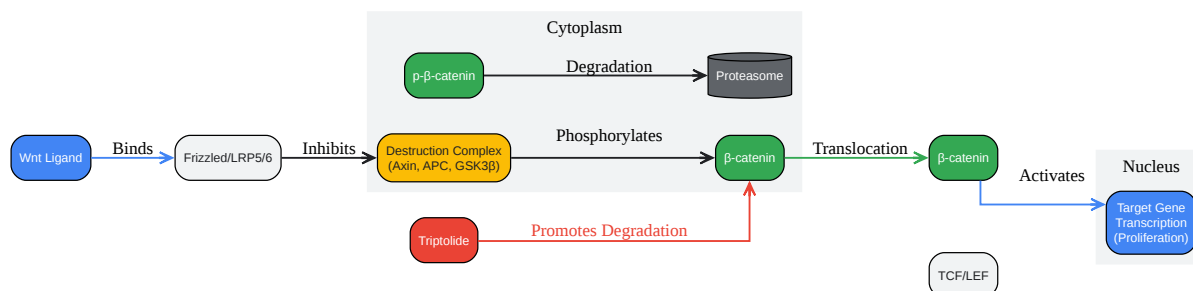 Cytoplasm
p-β-catenin
Degradation
Proteasome
Wnt Ligand
Binds
Frizzled/LRP5/6
Inhibits
Destruction Complex
(Axin, APC, GSK3β)
Phosphorylates
β-catenin
Translocation
β-catenin
Activates
Nucleus
Target Gene
Transcription
(Proliferation)
Triptolide
Promotes Degradation
TCF/LEF